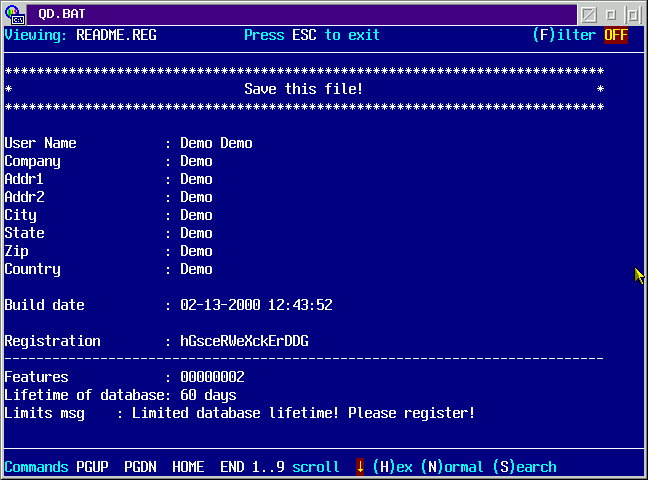 QD.BAT
Viewing: README.REG Press ESC to exit (F)ilter OFF
***************************************************************************
* Save this file! *
***************************************************************************
User Name : Demo Demo
Company : Demo
Addr1 : Demo
Addr2 : Demo
City : Demo
State : Demo
Zip : Demo
Country : Demo
Build date : 02-13-2000 12:43:52
Registration : hGsceRWeXckErDDG
---------------------------------------------------------------------------
Features : 00000002
Lifetime of database: 60 days
Limits msg : Limited database lifetime! Please register!
Commands PGUP PGDN HOME END 1..9 scroll ↓ (H)ex (N)ormal (S)earch